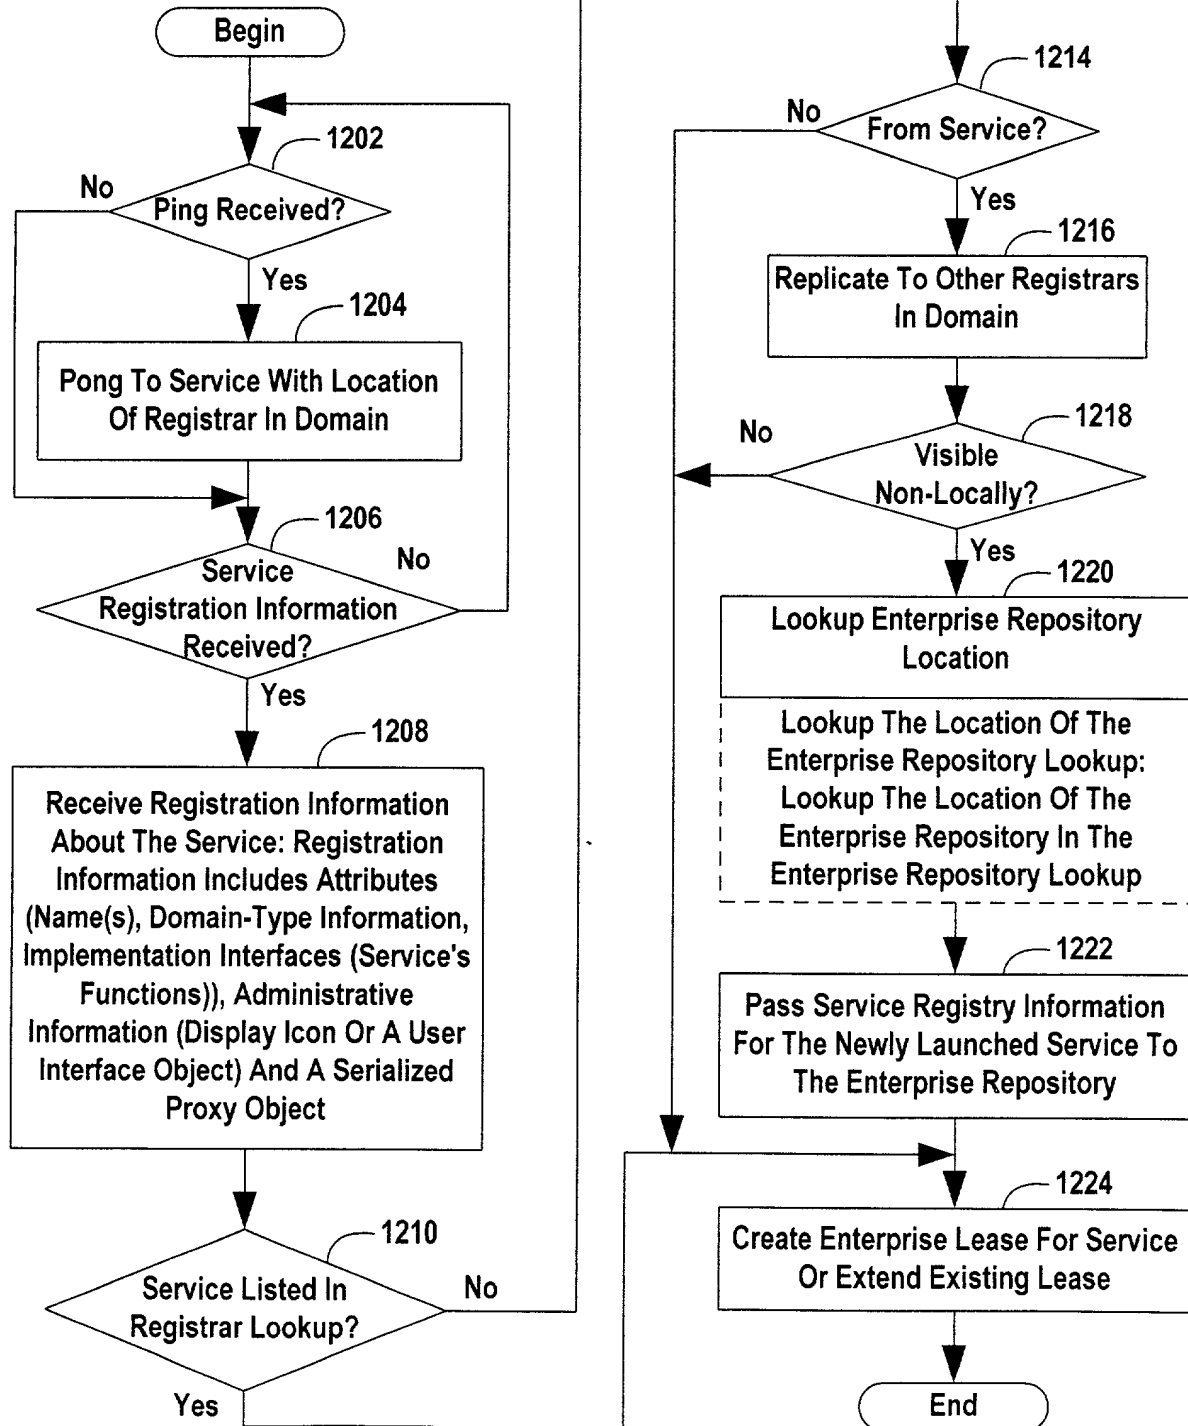 Begin
1202
No
Ping Received?
Yes
1204
Pong To Service With Location
Of Registrar In Domain
1206
No
Service
Registration Information
Received?
Yes
1208
Receive Registration Information
About The Service: Registration
Information Includes Attributes
(Name(s), Domain-Type Information,
Implementation Interfaces (Service's
Functions)), Administrative
Information (Display Icon Or A User
Interface Object) And A Serialized
Proxy Object
1210
Service Listed In
Registrar Lookup?
No
Yes
1214
No
From Service?
Yes
1216
Replicate To Other Registrars
In Domain
1218
No
Visible
Non-Locally?
Yes
1220
Lookup Enterprise Repository
Location
Lookup The Location Of The
Enterprise Repository Lookup:
Lookup The Location Of The
Enterprise Repository In The
Enterprise Repository Lookup
1222
Pass Service Registry Information
For The Newly Launched Service To
The Enterprise Repository
1224
Create Enterprise Lease For Service
Or Extend Existing Lease
End